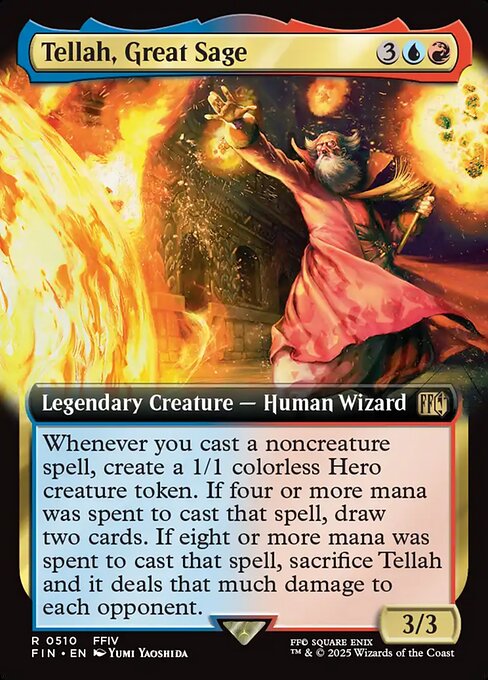 Tellah, Great Sage 3
Legendary Creature — Human Wizard FFIV
Whenever you cast a noncreature
spell, create a 1/1 colorless Hero
creature token. If four or more mana
was spent to cast that spell, draw
two cards. If eight or more mana was
spent to cast that spell, sacrifice Tellah
and it deals that much damage to
each opponent.
3/3
R 0510 FFIV
FIN • EN Yumi Yaoshida
FF© SQUARE ENIX
™ & © 2025 Wizards of the Coast